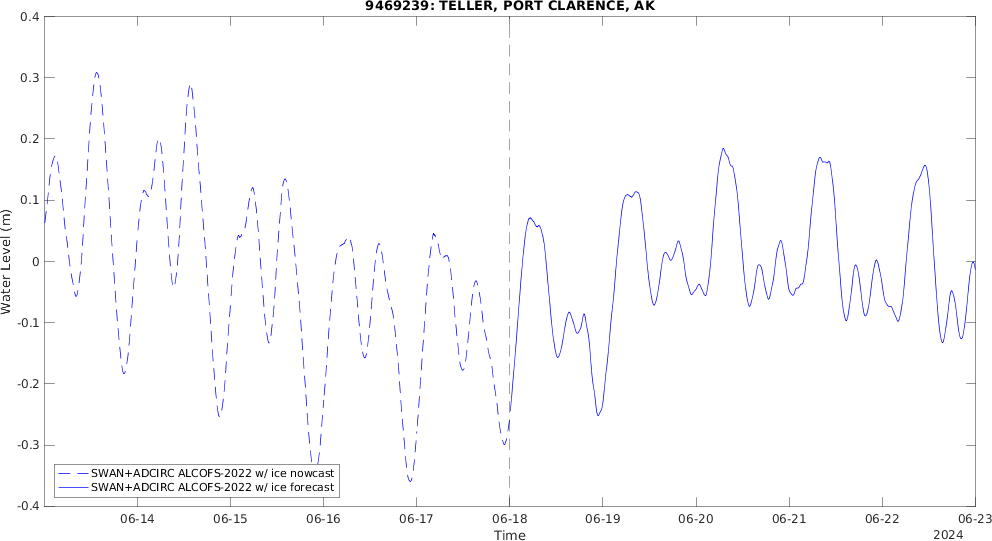 9469239: TELLER, PORT CLARENCE, AK
0.4
0.3
0.2
0.1
0
-0.1
-0.2
-0.3
-0.4
Water Level (m)
SWAN+ADCIRC ALCOFS-2022 w/ ice nowcast
SWAN+ADCIRC ALCOFS-2022 w/ ice forecast
06-14 06-15 06-16 06-17 06-18 06-19 06-20 06-21 06-22 06-23
Time
2024